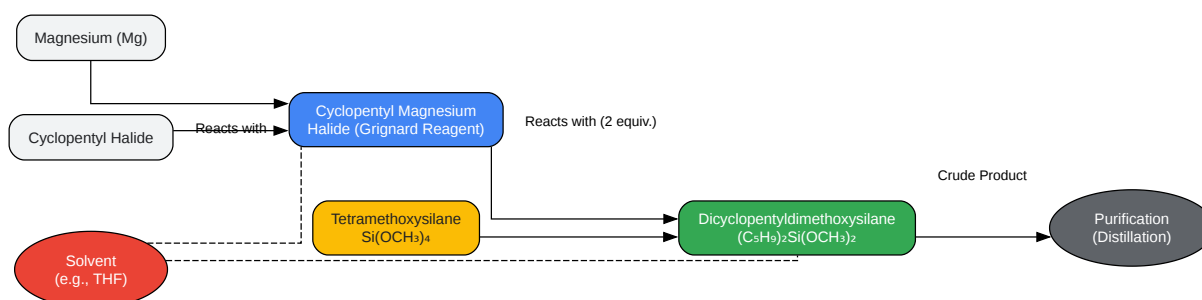 Magnesium (Mg)
Cyclopentyl Halide
Reacts with
Cyclopentyl Magnesium
Halide (Grignard Reagent)
Reacts with (2 equiv.)
Tetramethoxysilane
Si(OCH₃)₄
Dicyclopentyldimethoxysilane
(C₅H₉)₂Si(OCH₃)₂
Crude Product
Purification
(Distillation)
Solvent
(e.g., THF)